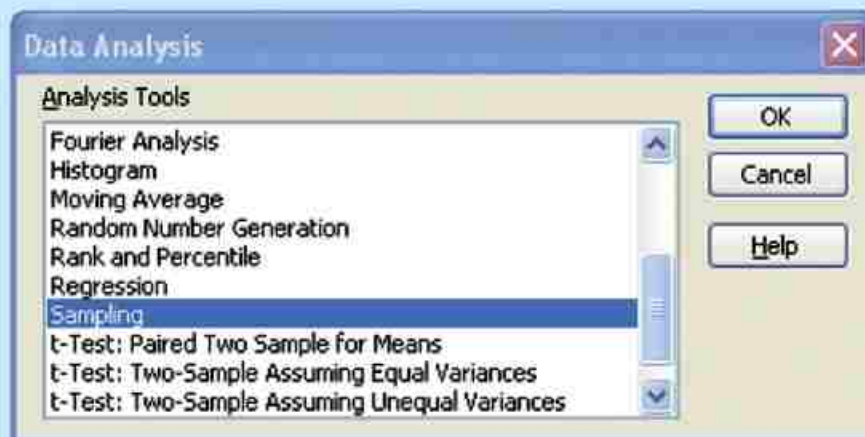 Data Analysis
Analysis Tools
Fourier Analysis
Histogram
Moving Average
Random Number Generation
Rank and Percentile
Regression
Sampling
t-Test: Paired Two Sample for Means
t-Test: Two-Sample Assuming Equal Variances
t-Test: Two-Sample Assuming Unequal Variances
OK
Cancel
Help